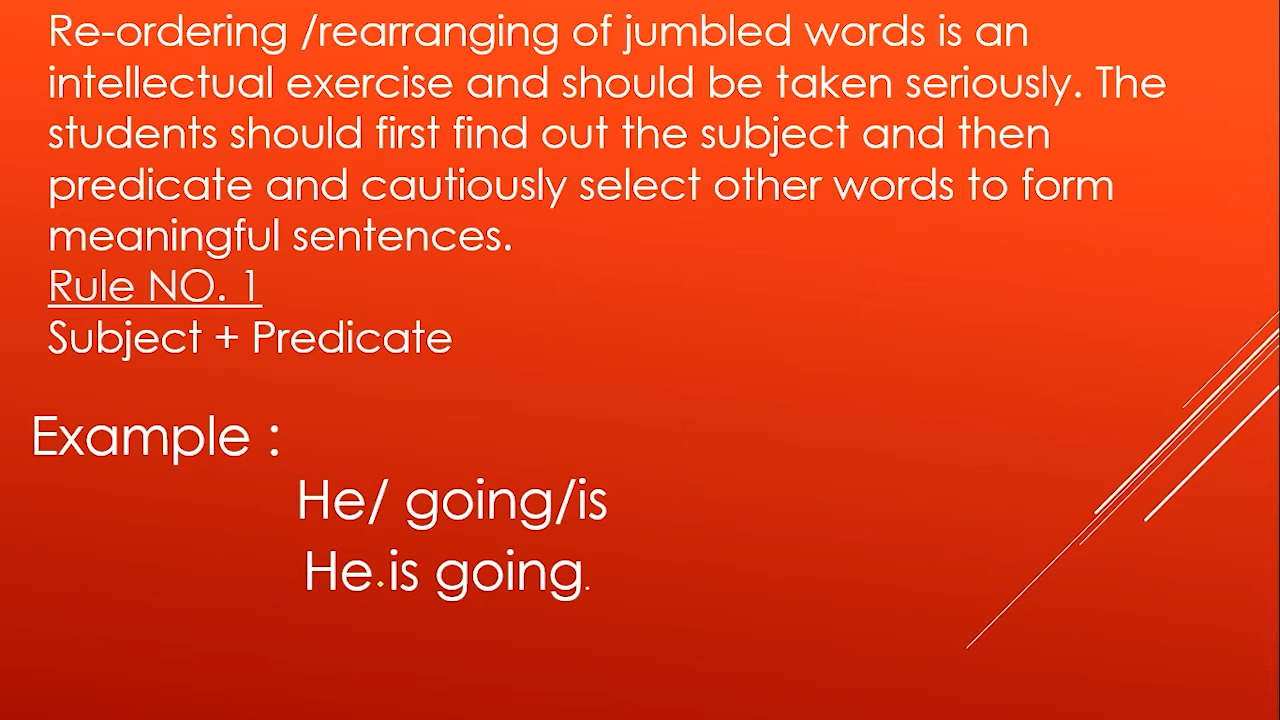 Re-ordering /rearranging of jumbled words is an
intellectual exercise and should be taken seriously. The
students should first find out the subject and then
predicate and cautiously select other words to form
meaningful sentences.
Rule NO. 1
Subject + Predicate
Example :
He/ going/is
He is going.